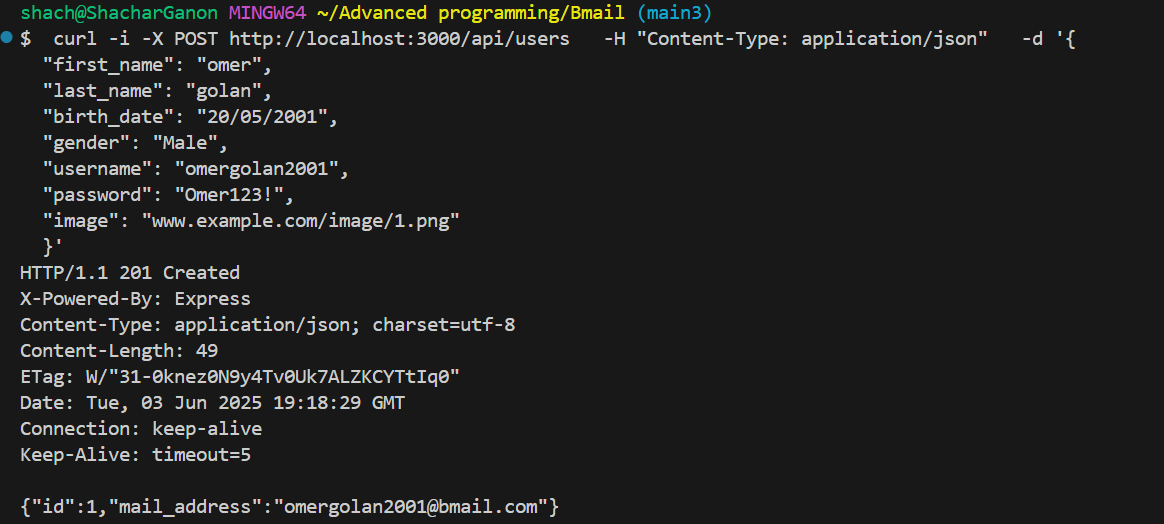 shach@ShacharGanon MINGW64 ~/Advanced programming/Bmail (main3)
$  curl -i -X POST http://localhost:3000/api/users   -H "Content-Type: application/json"   -d '{
  "first_name": "omer",
  "last_name": "golan",
  "birth_date": "20/05/2001",
  "gender": "Male",
  "username": "omergolan2001",
  "password": "Omer123!",
  "image": "www.example.com/image/1.png"
  }'
HTTP/1.1 201 Created
X-Powered-By: Express
Content-Type: application/json; charset=utf-8
Content-Length: 49
ETag: W/"31-0knez0N9y4Tv0Uk7ALZKCYTtIq0"
Date: Tue, 03 Jun 2025 19:18:29 GMT
Connection: keep-alive
Keep-Alive: timeout=5

{"id":1,"mail_address":"omergolan2001@bmail.com"}